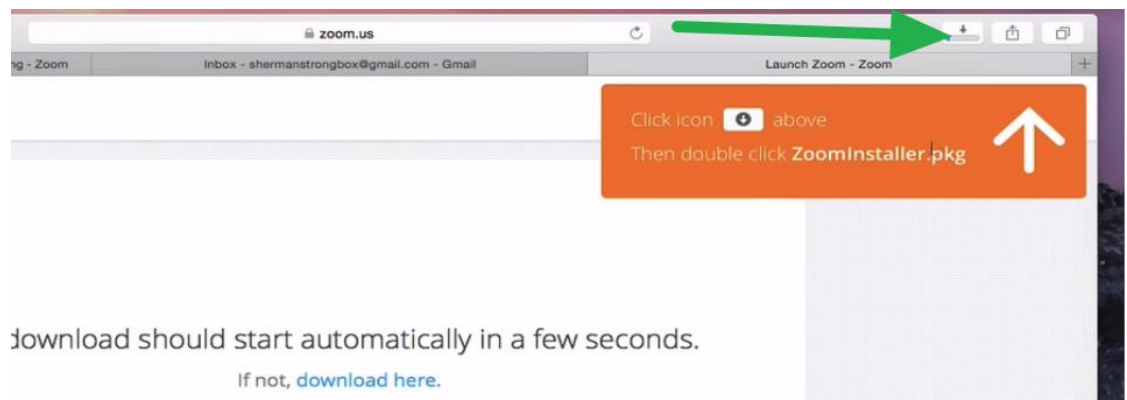 zoom.us
ng - Zoom
Inbox - shermanstrongbox@gmail.com - Gmail
Launch Zoom - Zoom
Click icon above
Then double click ZoomInstaller.pkg
download should start automatically in a few seconds.
If not, download here.